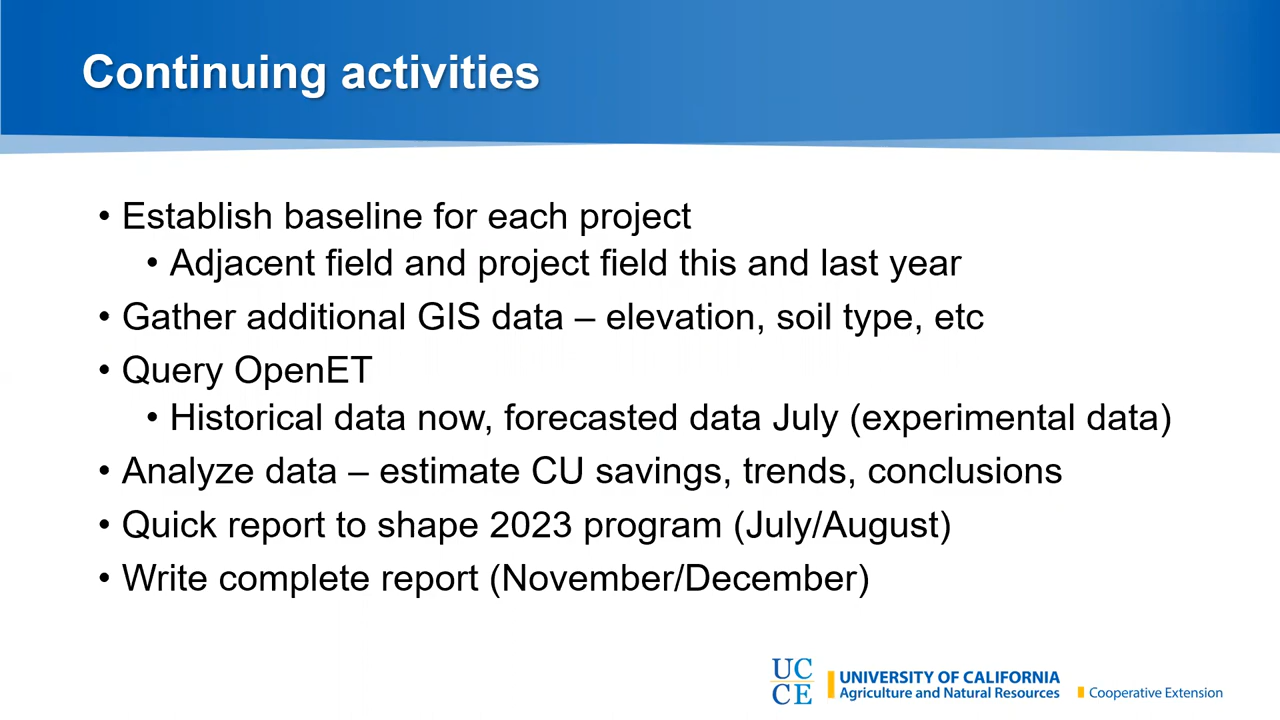 Continuing activities
• Establish baseline for each project
• Adjacent field and project field this and last year
• Gather additional GIS data – elevation, soil type, etc
• Query OpenET
• Historical data now, forecasted data July (experimental data)
• Analyze data – estimate CU savings, trends, conclusions
• Quick report to shape 2023 program (July/August)
• Write complete report (November/December)
UC
CE
UNIVERSITY OF CALIFORNIA
Agriculture and Natural Resources
Cooperative Extension